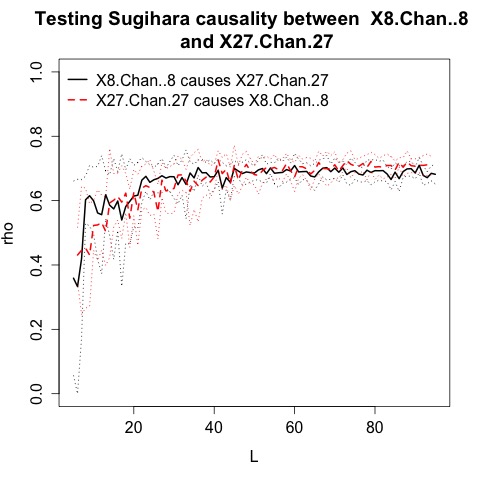 Testing Sugihara causality between  X8.Chan..8
and X27.Chan.27
X8.Chan..8 causes X27.Chan.27
X27.Chan.27 causes X8.Chan..8
rho
1.0
0.8
0.6
0.4
0.2
0.0
20 40 60 80
L